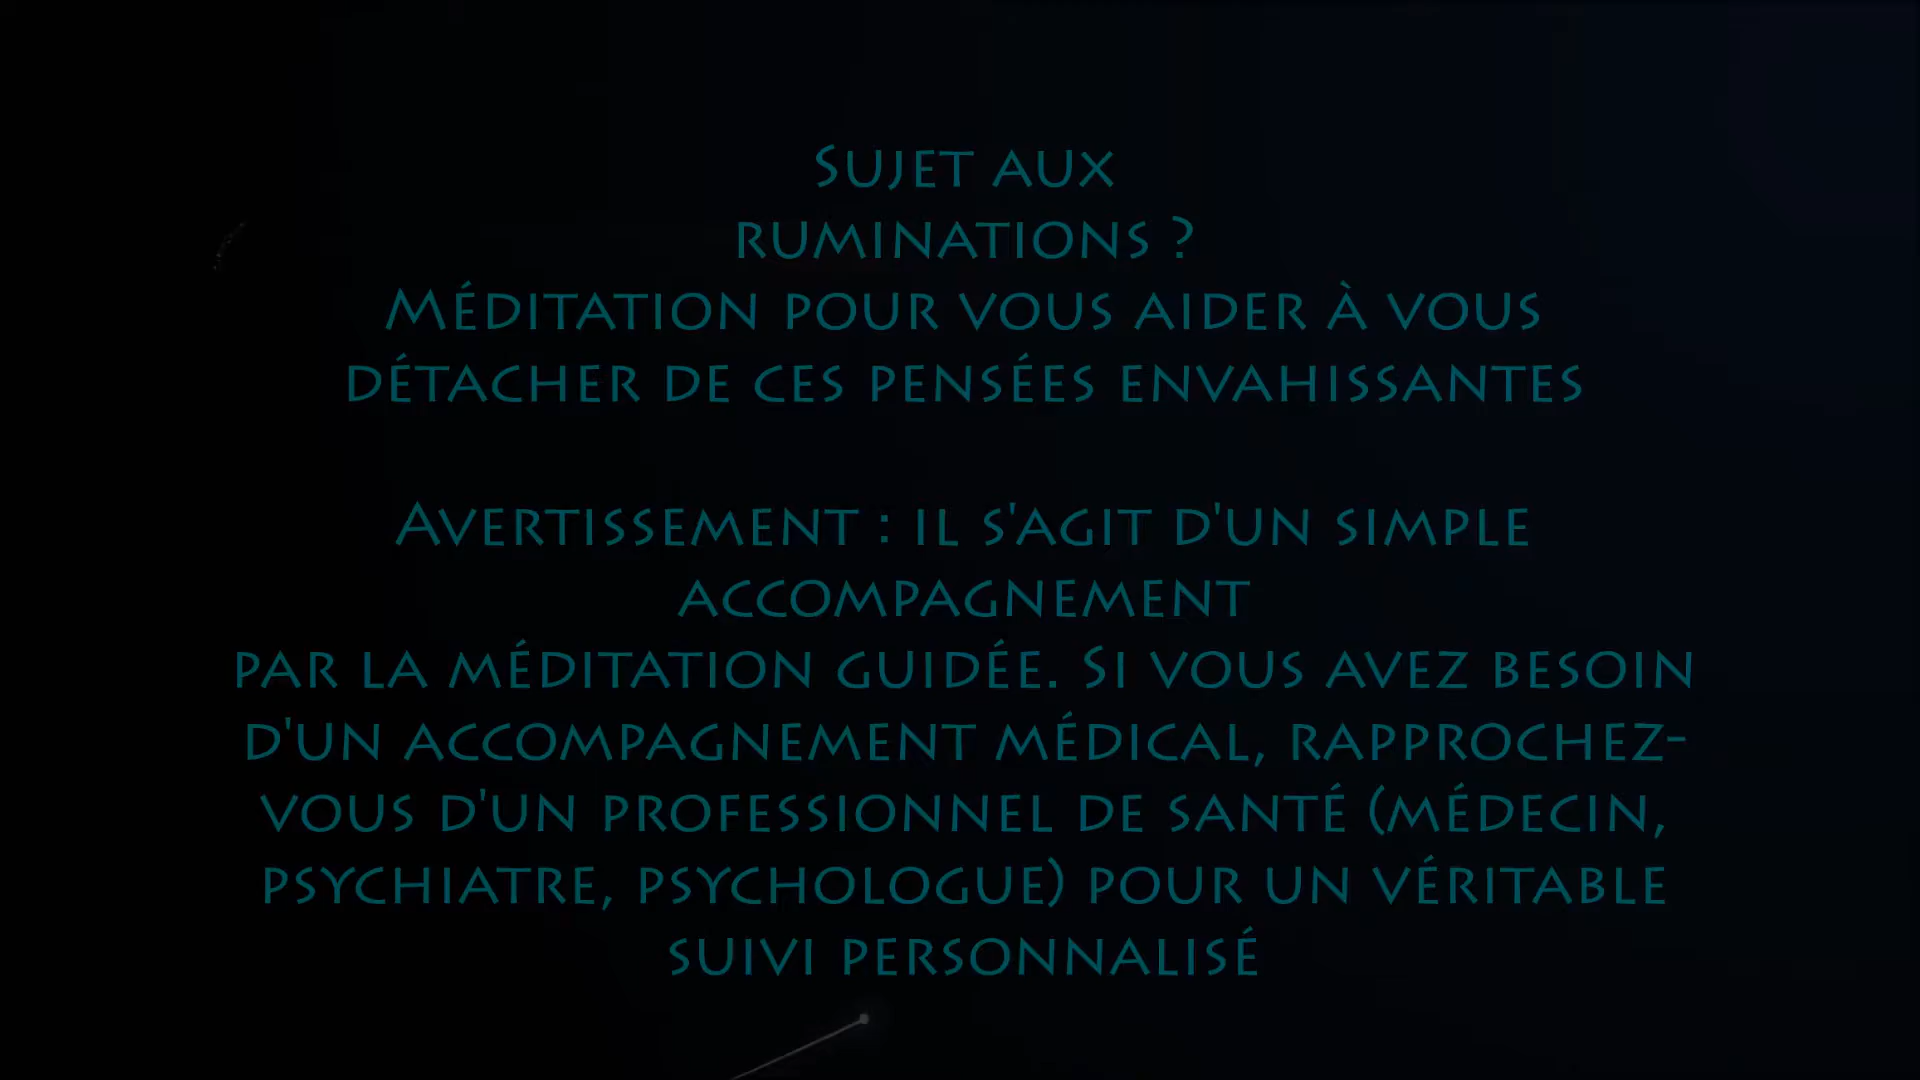 Sujet aux
ruminations ?
Méditation pour vous aider à vous
détacher de ces pensées envahissantes
Avertissement : il s'agit d'un simple
accompagnement
par la méditation guidée. Si vous avez besoin
d'un accompagnement médical, rapprochez-
vous d'un professionnel de santé (médecin,
psychiatre, psychologue) pour un véritable
suivi personnalisé